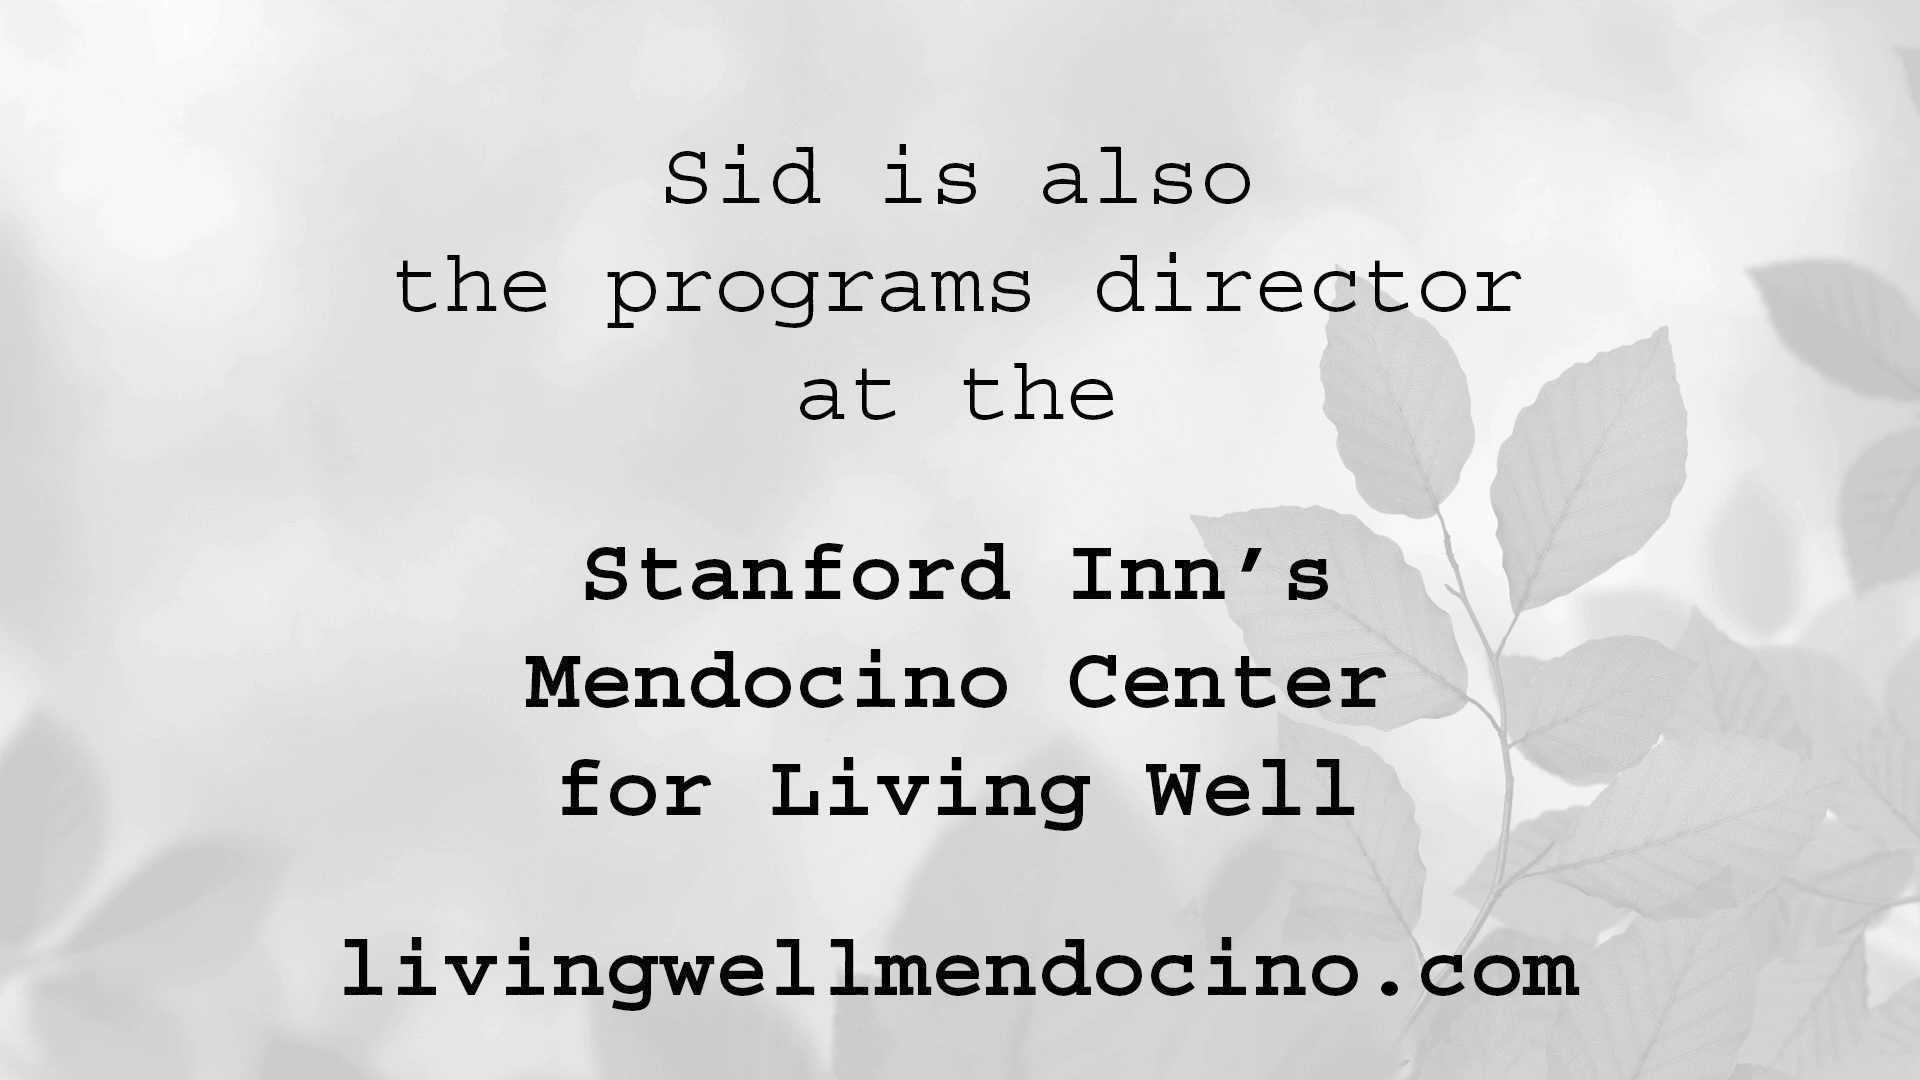 Sid is also
the programs director
at the
Stanford Inn’s
Mendocino Center
for Living Well
livingwellmendocino.com